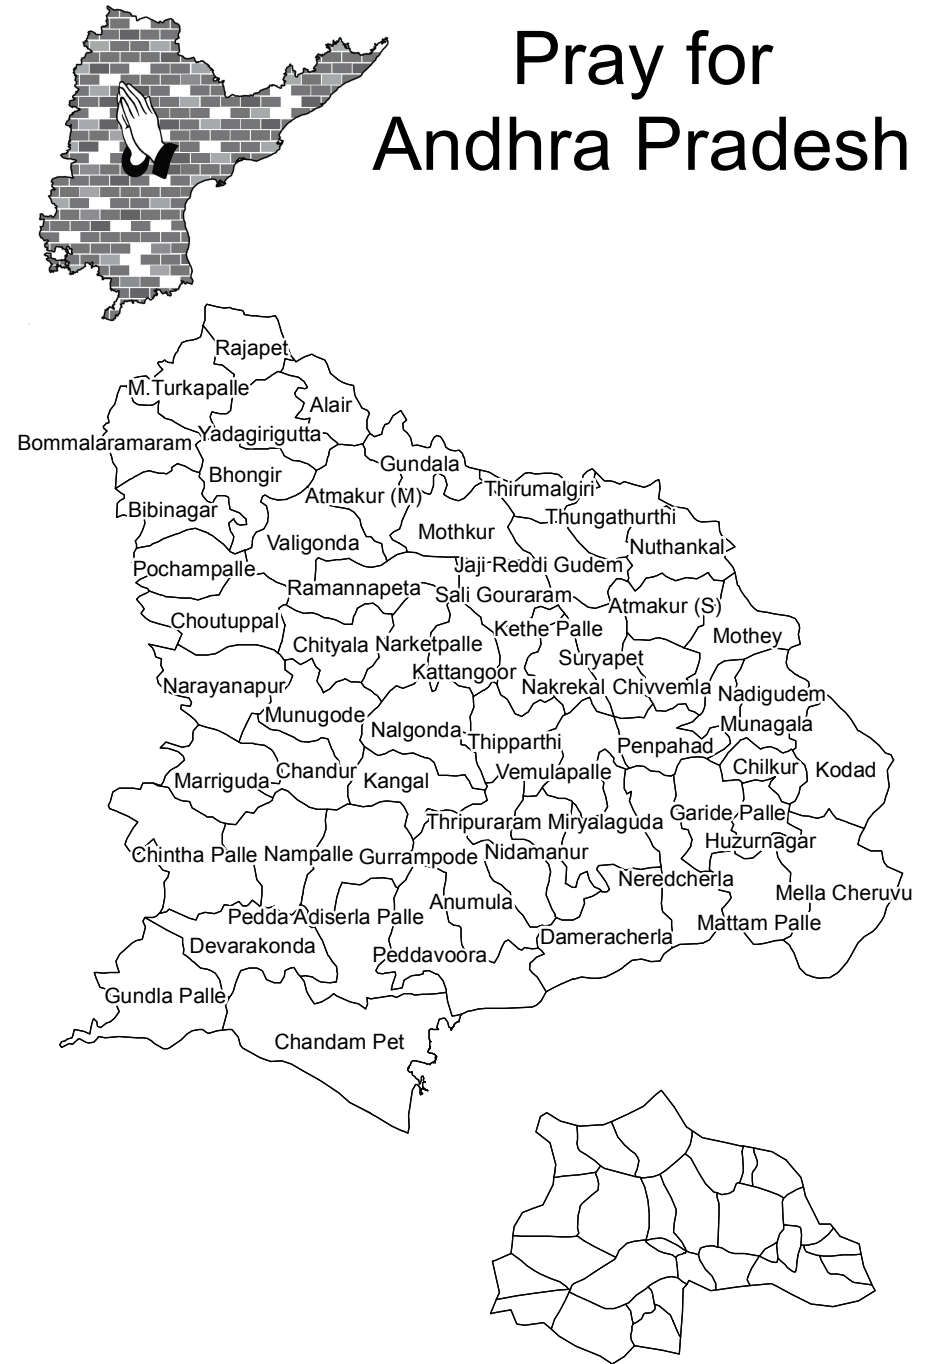 Pray for
Andhra Pradesh
Rajapet
M.Turkapalle
Alair
Bommalaramaram
Yadagirigutta
Gundala
Bhongir
Thirumalgiri
Atmakur (M)
Bibinagar
Thungathurthi
Mothkur
Valigonda
Nuthankal
Jaji-Reddi Gudem
Pochampalle
Ramannapeta
Sali Gouraram
Atmakur (S)
Choutuppal
Kethe Palle
Mothey
Chityala
Narketpalle
Suryapet
Kattangoor
Narayanapur
Nakrekal
Chivvemla
Nadigudem
Munugode
Munagala
Nalgonda
Thipparthi
Penpahad
Chandur
Vemulapalle
Chilkur
Kodad
Marriguda
Kangal
Garide Palle
Thripuraram
Miryalaguda
Huzurnagar
Chintha Palle
Nampalle
Gurrampode
Nidamanur
Neredcherla
Mella Cheruvu
Anumula
Pedda Adiserla Palle
Mattam Palle
Devarakonda
Dameracherla
Peddavoora
Gundla Palle
Chandam Pet